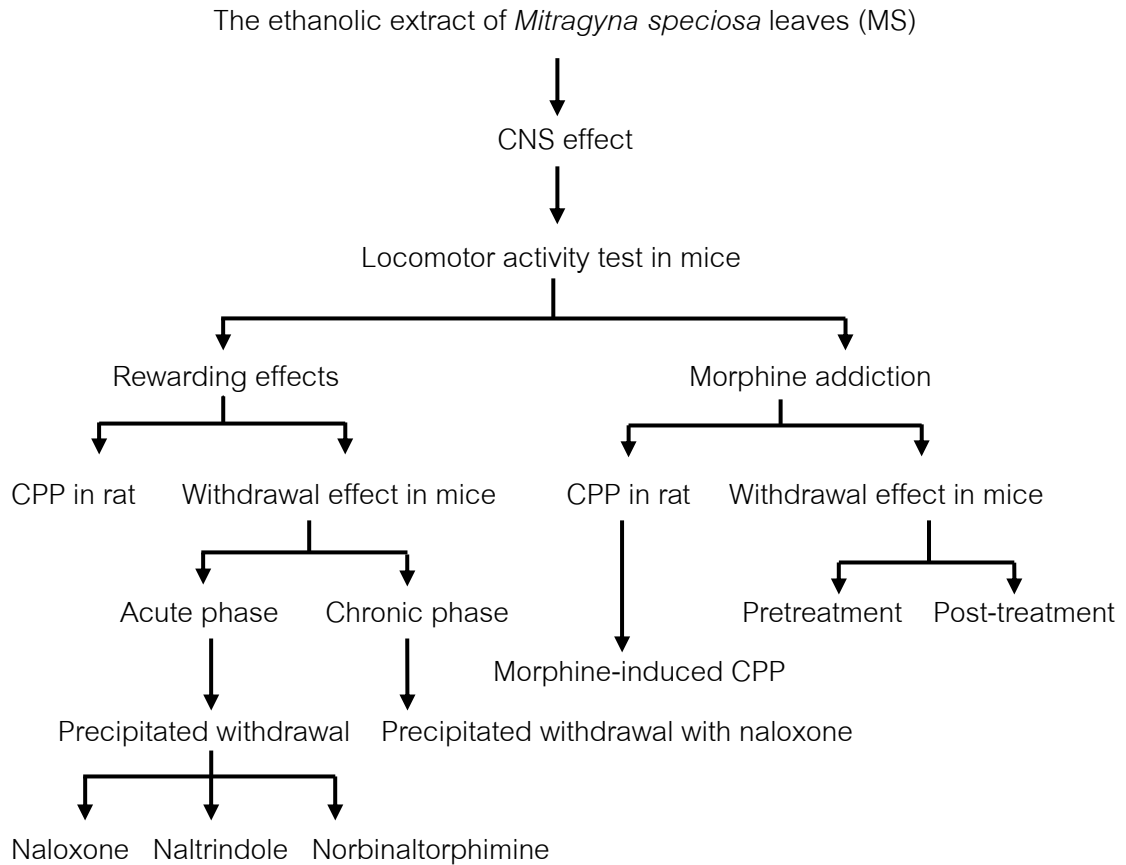 The ethanolic extract of Mitragyna speciosa leaves (MS)
CNS effect
Locomotor activity test in mice
Rewarding effects
Morphine addiction
CPP in rat
Withdrawal effect in mice
CPP in rat
Withdrawal effect in mice
Acute phase
Chronic phase
Pretreatment
Post-treatment
Morphine-induced CPP
Precipitated withdrawal
Precipitated withdrawal with naloxone
Naloxone
Naltrindole
Norbinaltorphimine